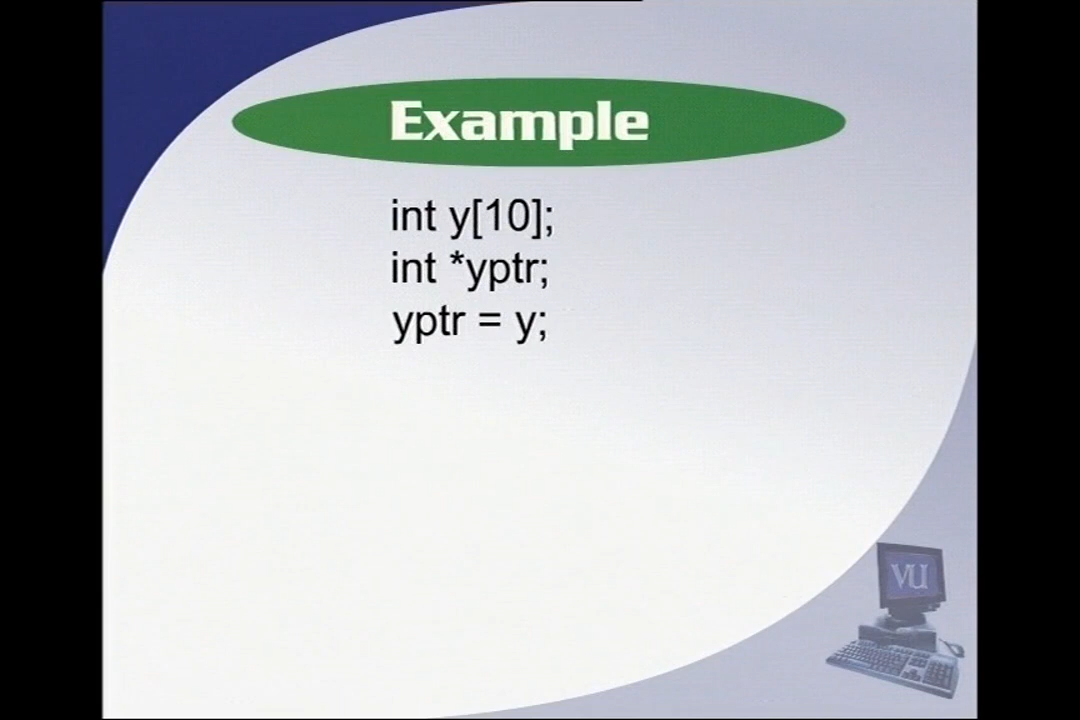 Example
int y[10];
int *yptr;
yptr = y;
VU